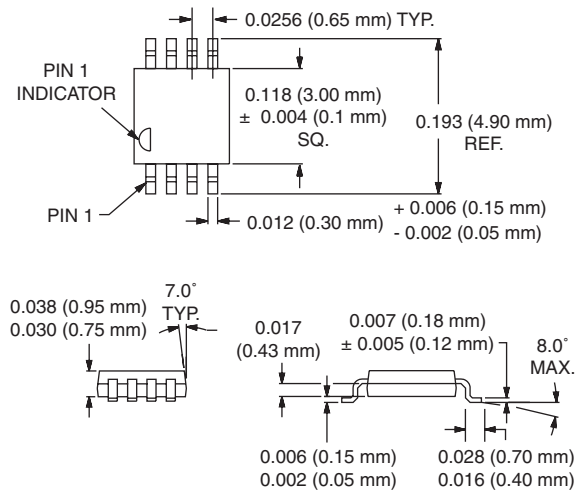 0.0256 (0.65 mm) TYP.
PIN 1
INDICATOR
0.118 (3.00 mm)
± 0.004 (0.1 mm)
SQ.
0.193 (4.90 mm)
REF.
PIN 1
0.012 (0.30 mm)
+ 0.006 (0.15 mm)
- 0.002 (0.05 mm)
0.038 (0.95 mm)
0.030 (0.75 mm)
7.0°
TYP.
0.017
(0.43 mm)
0.007 (0.18 mm)
± 0.005 (0.12 mm)
8.0°
MAX.
0.006 (0.15 mm)
0.002 (0.05 mm)
0.028 (0.70 mm)
0.016 (0.40 mm)